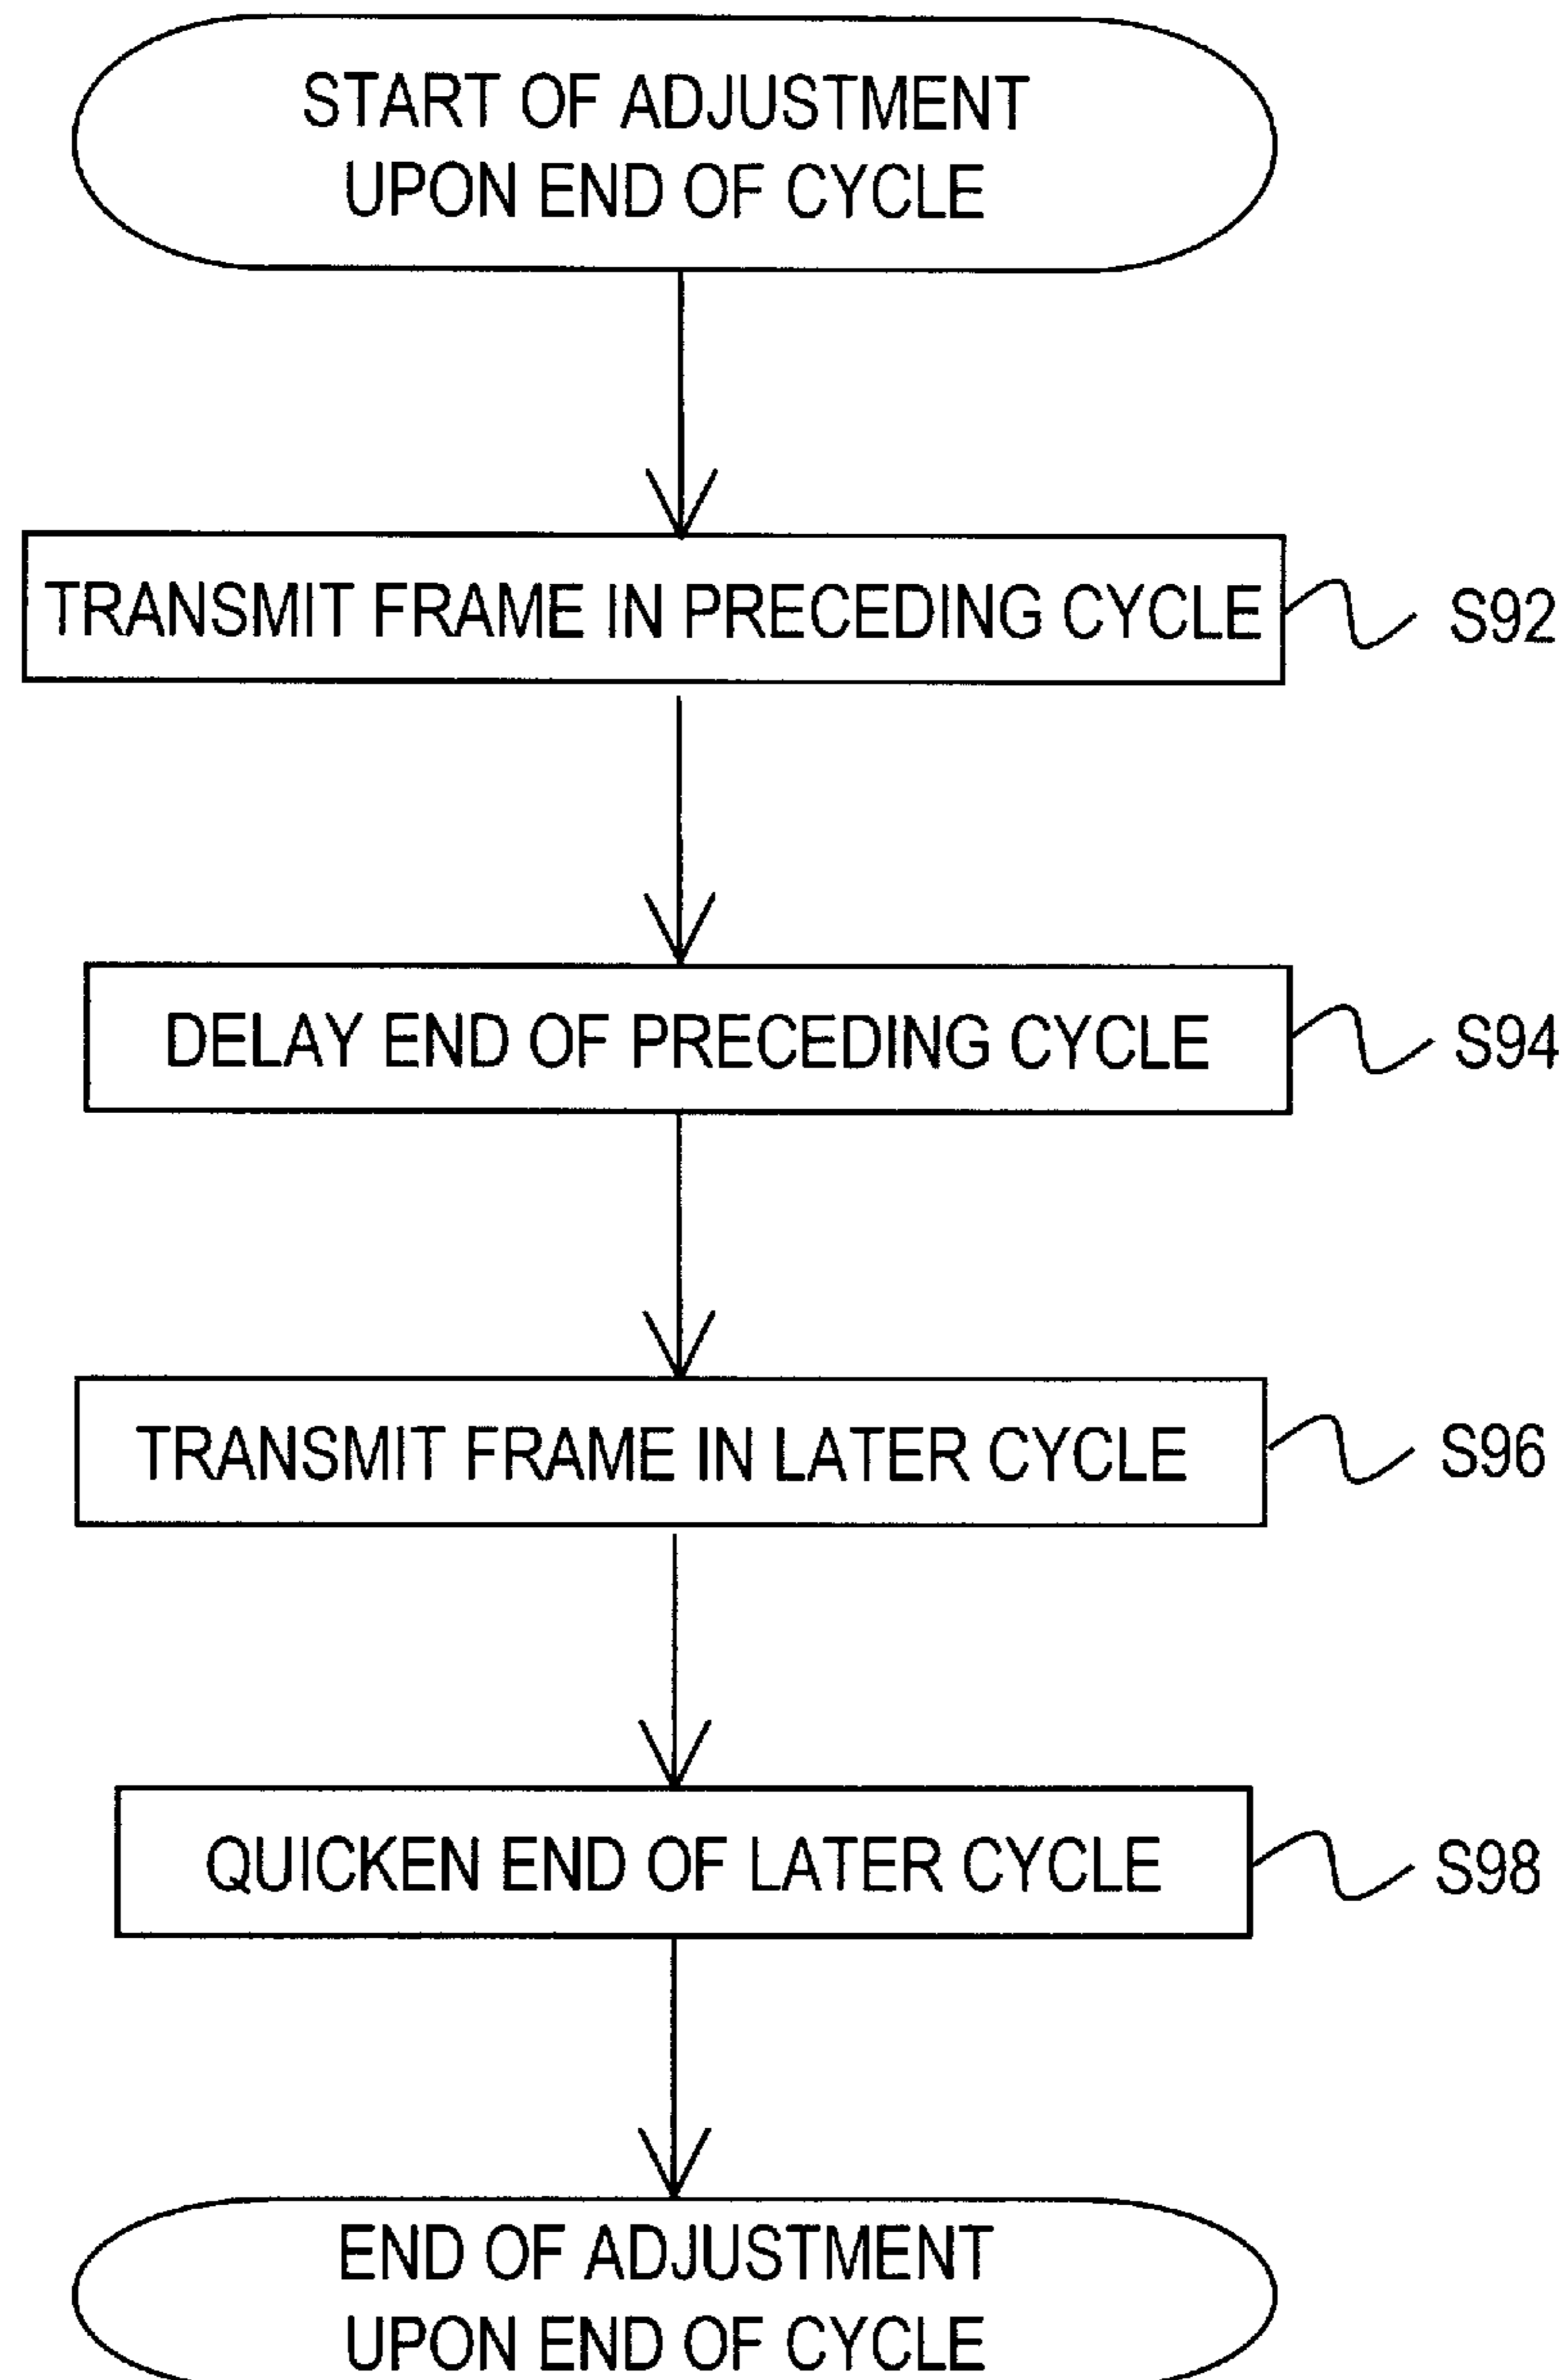 START OF ADJUSTMENT
UPON END OF CYCLE
TRANSMIT FRAME IN PRECEDING CYCLE
S92
DELAY END OF PRECEDING CYCLE
S94
TRANSMIT FRAME IN LATER CYCLE
S96
QUICKEN END OF LATER CYCLE
S98
END OF ADJUSTMENT
UPON END OF CYCLE